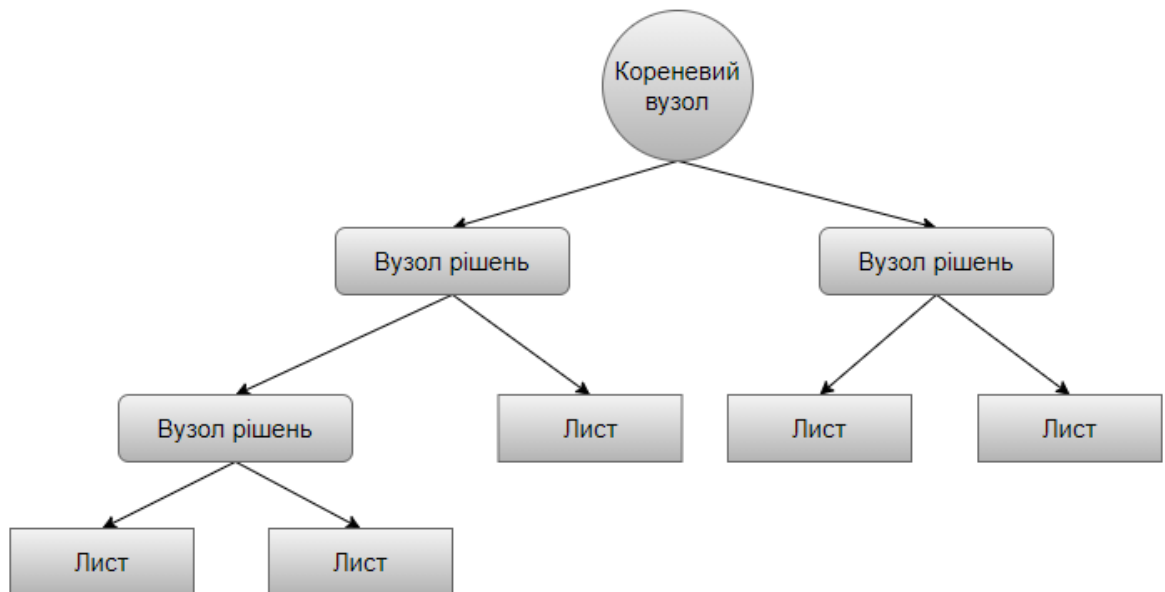 Кореневий
вузол
Вузол рішень
Вузол рішень
Вузол рішень
Лист
Лист
Лист
Лист
Лист